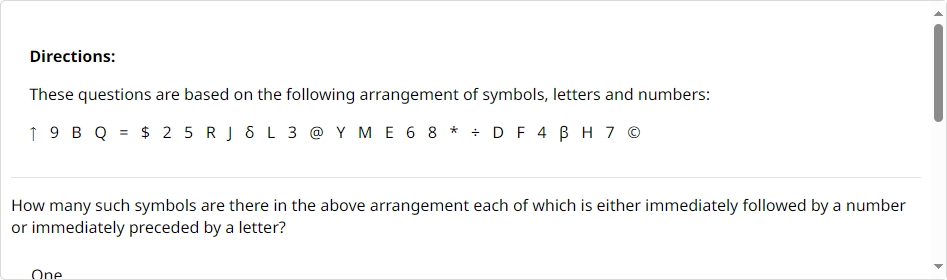 Directions:
These questions are based on the following arrangement of symbols, letters and numbers:
↑ 9 B Q = $ 2 5 R J δ L 3 @ Y M E 6 8 * ÷ D F 4 β H 7 ©
How many such symbols are there in the above arrangement each of which is either immediately followed by a number
or immediately preceded by a letter?
One